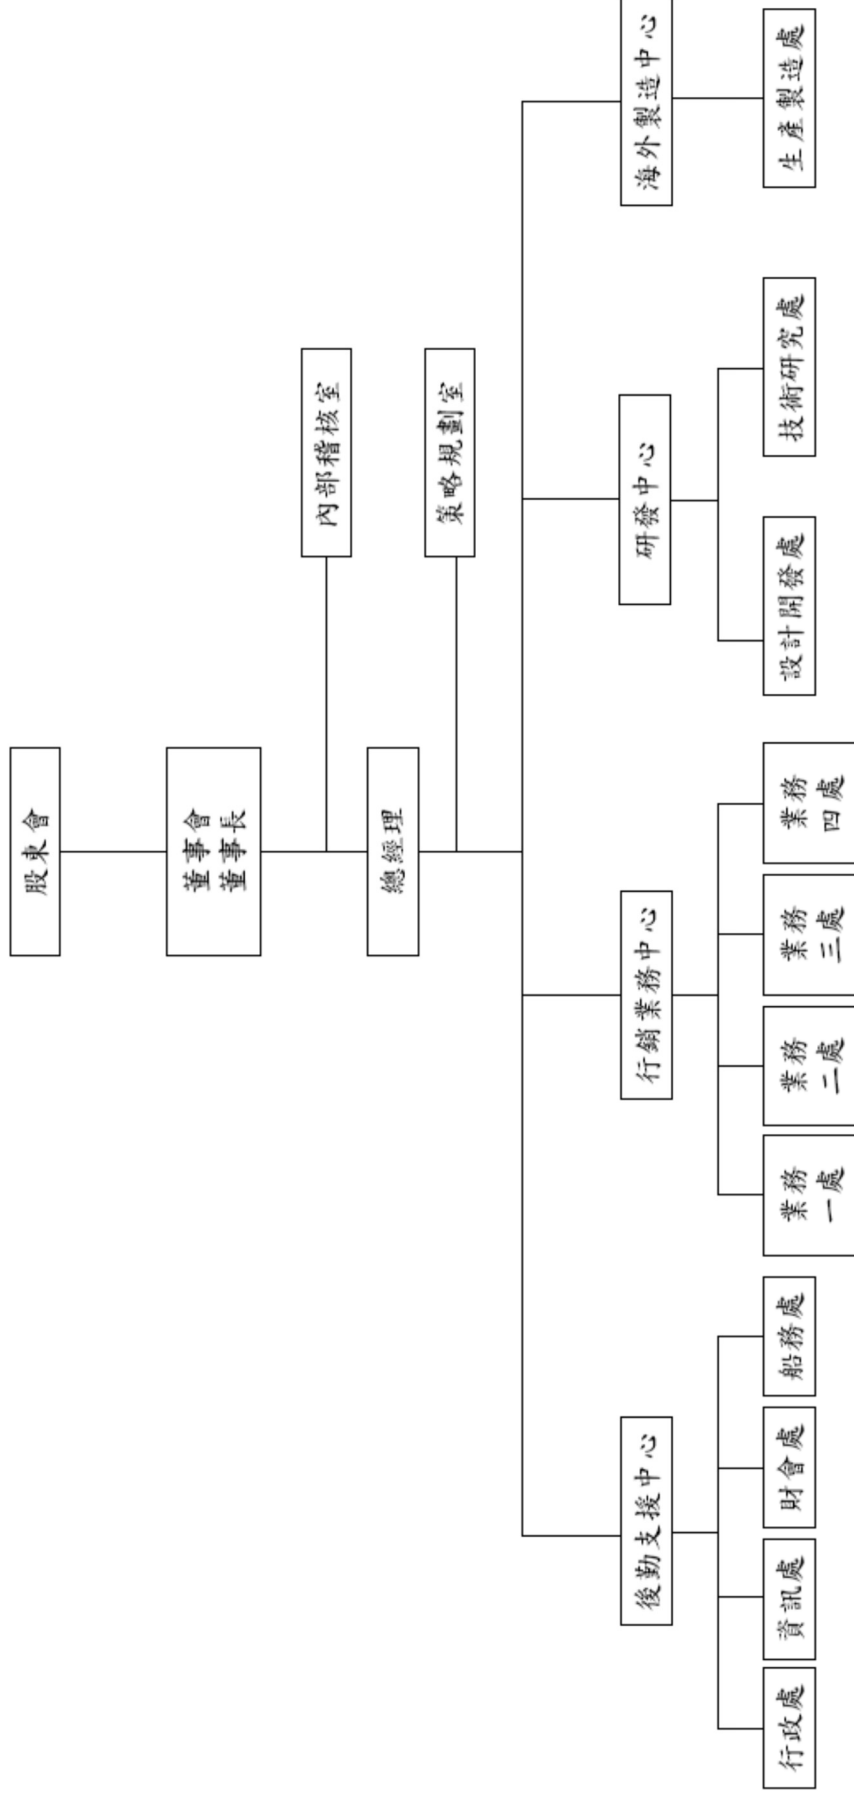 股東會
董事會
董事長
內部稽核室
總經理
策略規劃室
後勤支援中心
行銷業務中心
研發中心
海外製造中心
行政處
資訊處
財會處
船務處
業務
一處
業務
二處
業務
三處
業務
四處
設計開發處
技術研究處
生產製造處